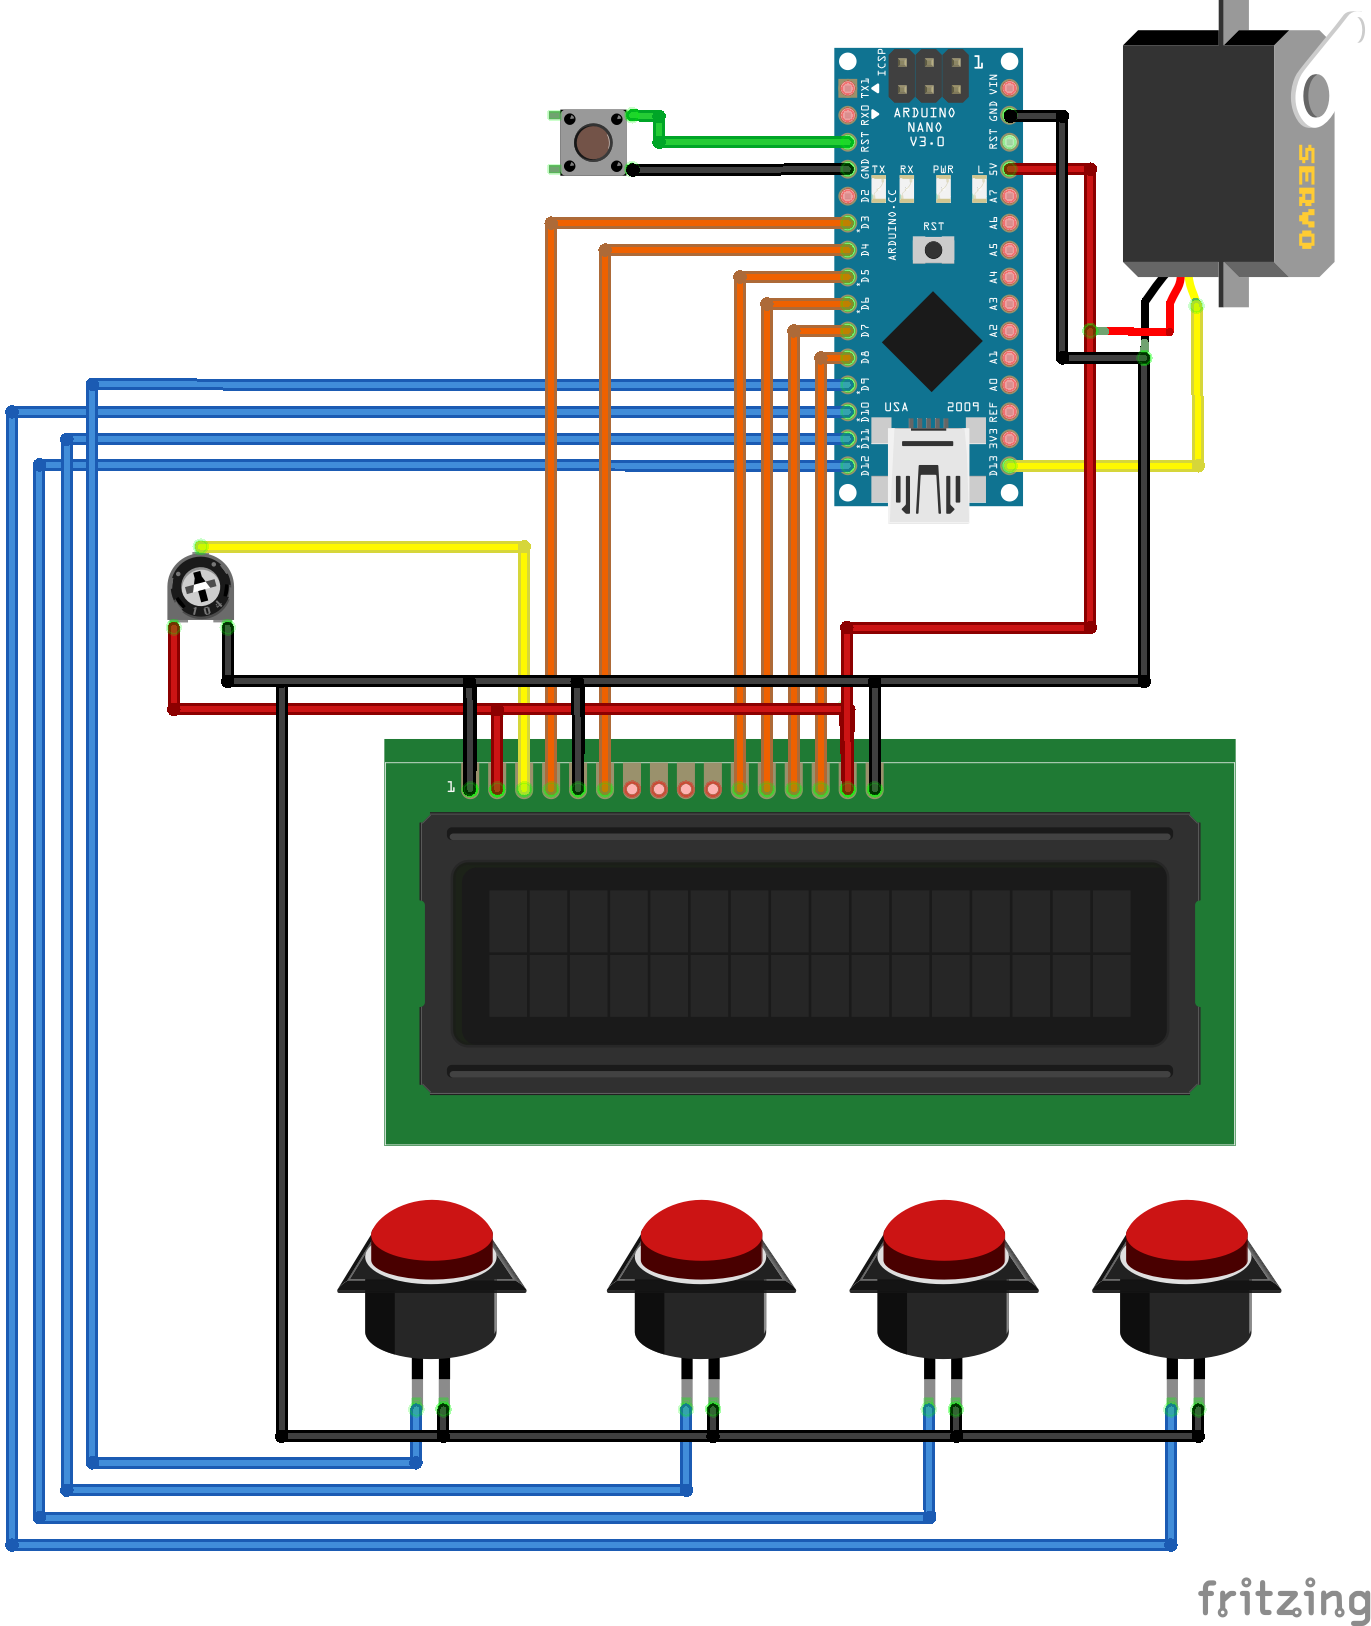 ICSP
1
TX1
RX0
RST
GND
D2
D3
D4
D5
D6
D7
D8
D9
D10
D11
D12
VIN
GND
RST
5V
A7
A6
A5
A4
A3
A2
A1
A0
REF
3V3
D13
ARDUINO
NANO
V3.0
TX RX PWR L
ARDUINO.CC
RST
USA 2009
SERVO
104
1
fritzing